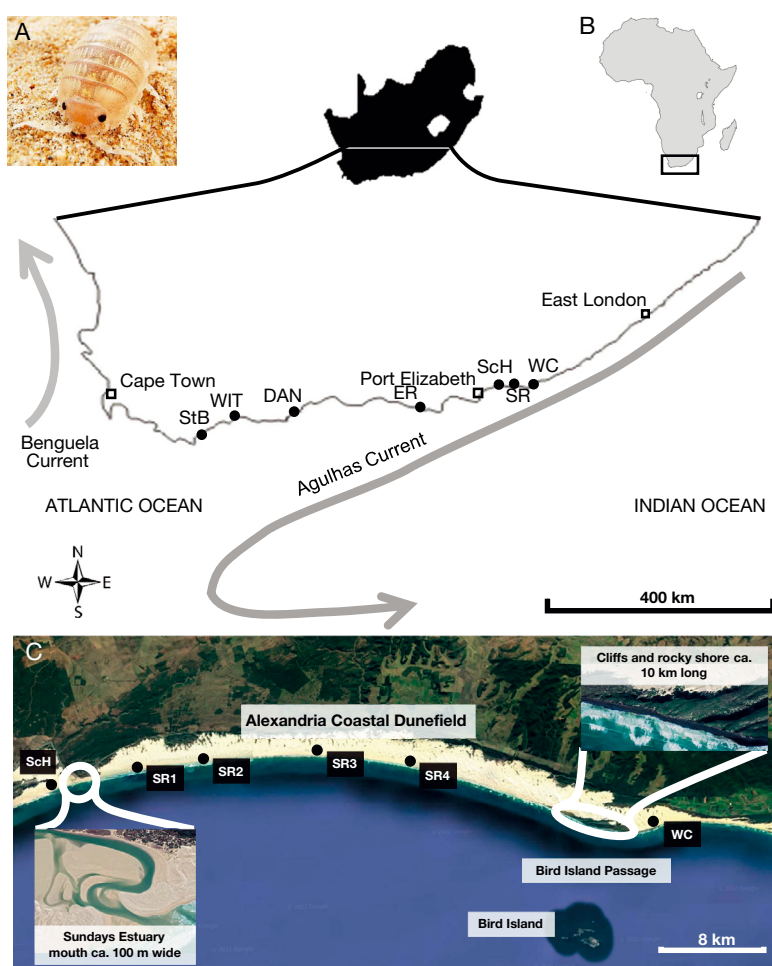 A
B
East London
Cape Town
Port Elizabeth
ScH
WC
WIT
DAN
ER
SR
StB
Benguela
Current
Agulhas Current
ATLANTIC OCEAN
INDIAN OCEAN
N
W
E
S
400 km
C
Cliffs and rocky shore ca.
10 km long
Alexandria Coastal Dunefield
ScH
SR1
SR2
SR3
SR4
WC
Bird Island Passage
Bird Island
Sundays Estuary
mouth ca. 100 m wide
8 km